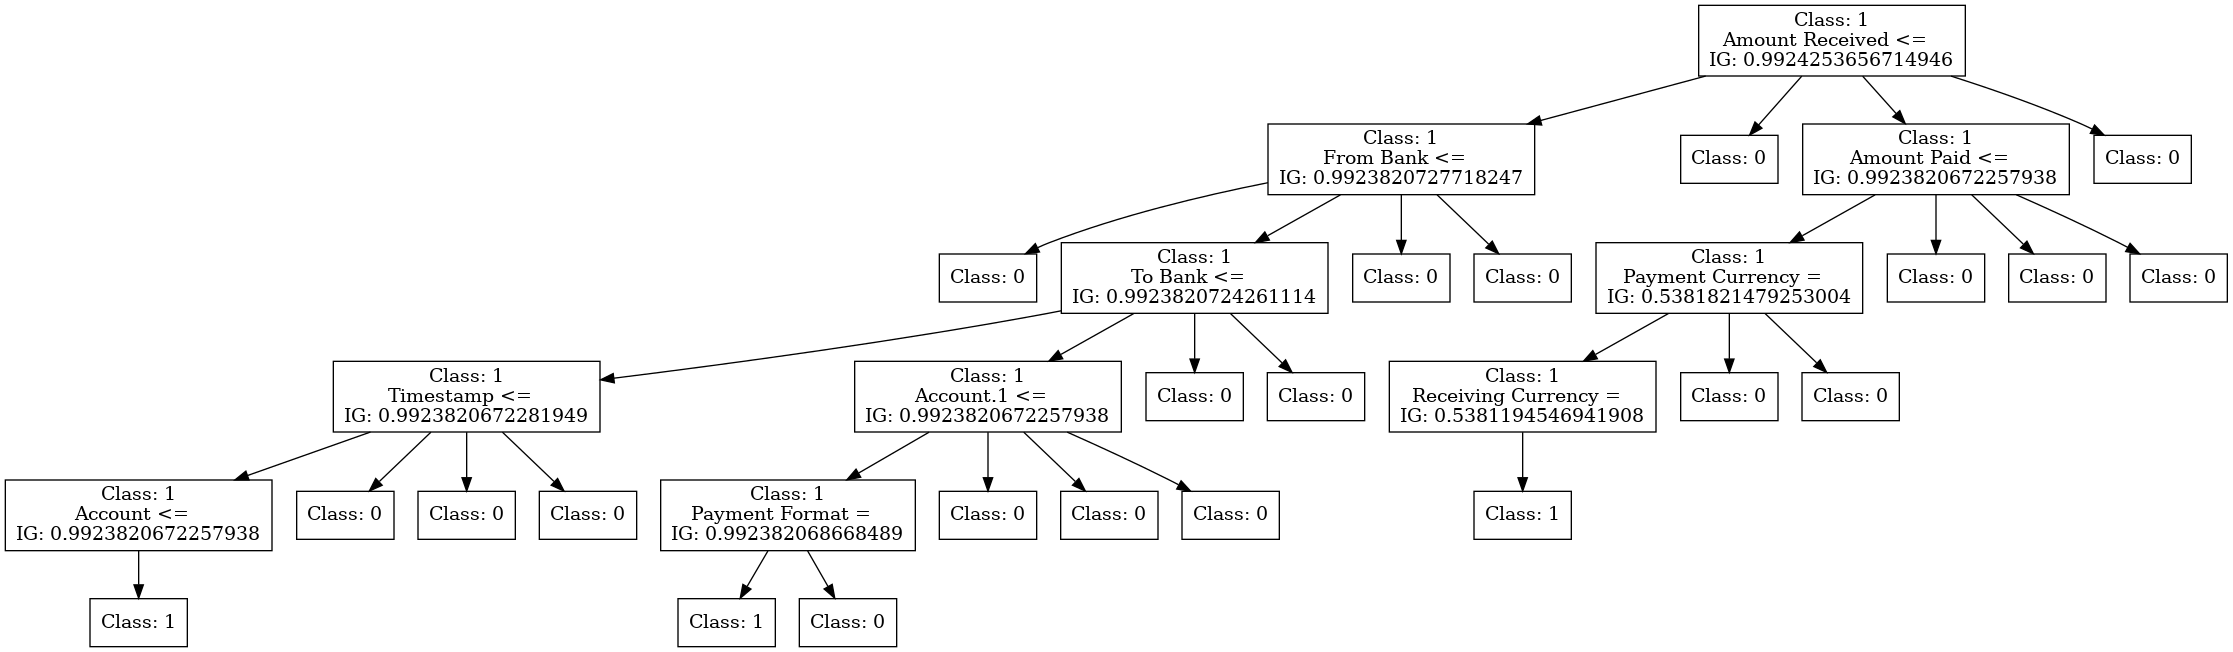 Class: 1
Amount Received <=
IG: 0.9924253656714946
Class: 1
From Bank <=
IG: 0.9923820727718247
Class: 0
Class: 1
Amount Paid <=
IG: 0.9923820672257938
Class: 0
Class: 0
Class: 1
To Bank <=
IG: 0.9923820724261114
Class: 0
Class: 0
Class: 1
Payment Currency =
IG: 0.5381821479253004
Class: 0
Class: 0
Class: 0
Class: 1
Timestamp <=
IG: 0.9923820672281949
Class: 1
Account.1 <=
IG: 0.9923820672257938
Class: 0
Class: 0
Class: 1
Receiving Currency =
IG: 0.5381194546941908
Class: 0
Class: 0
Class: 1
Account <=
IG: 0.9923820672257938
Class: 0
Class: 0
Class: 0
Class: 1
Payment Format =
IG: 0.992382068668489
Class: 0
Class: 0
Class: 0
Class: 1
Class: 1
Class: 1
Class: 0